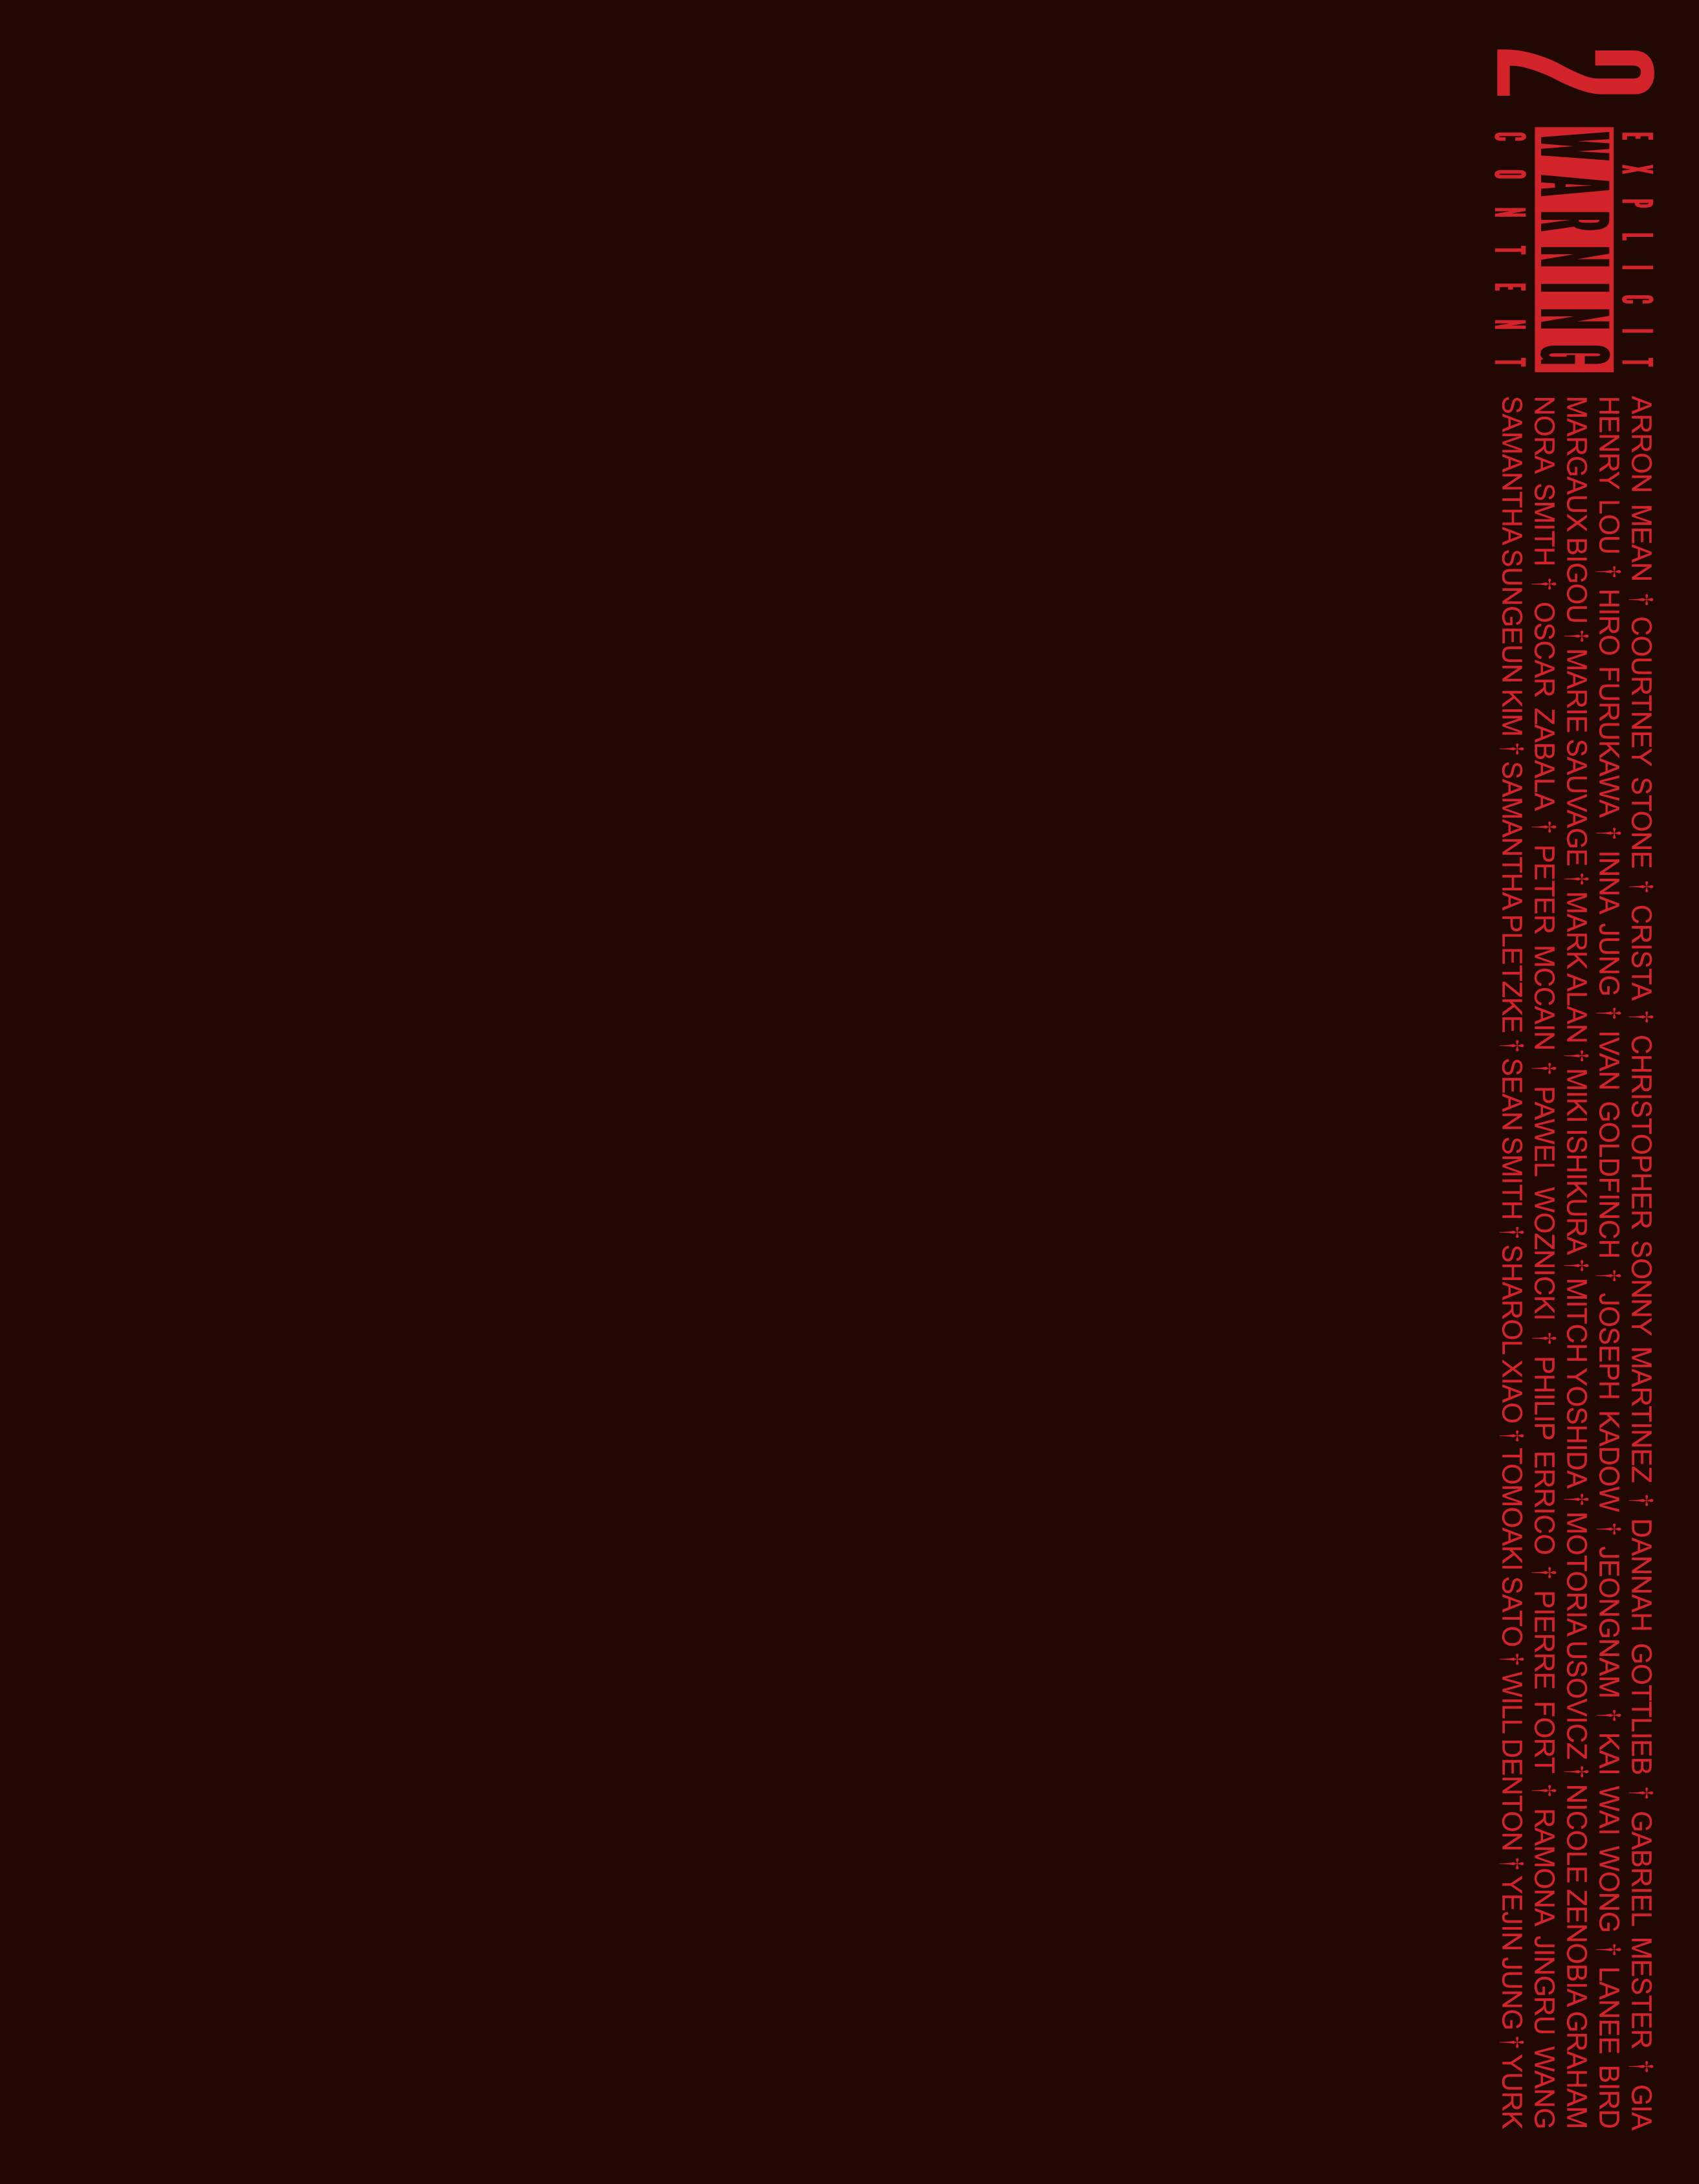 2
EXPLICIT
WARNING
CONTENT
ARRON MEAN † COURTNEY STONE † CRISTA † CHRISTOPHER SONNY MARTINEZ † DANNAH GOTTLIEB † GABRIEL MESTER † GIA
HENRY LOU † HIRO FURUKAWA † INNA JUNG † IVAN GOLDFINCH † JOSEPH KADOW † JEONGNAM † KAI WAI WONG † LANEE BIRD
MARGAUX BIGOU † MARIE SAUVAGE † MARK ALAN † MIKI ISHIKURA † MITCH YOSHIDA † MOTORIA USOVICZ † NICOLE ZENOBIA GRAHAM
NORA SMITH † OSCAR ZABALA † PETER MCCAIN † PAWEL WOZNICKI † PHILIP ERRICO † PIERRE FORT † RAMONA JINGRU WANG
SAMANTHA SUNGEUN KIM † SAMANTHA PLETZKE † SEAN SMITH † SHAROL XIAO † TOMOAKI SATO † WILL DENTON † YEJIN JUNG † YURK